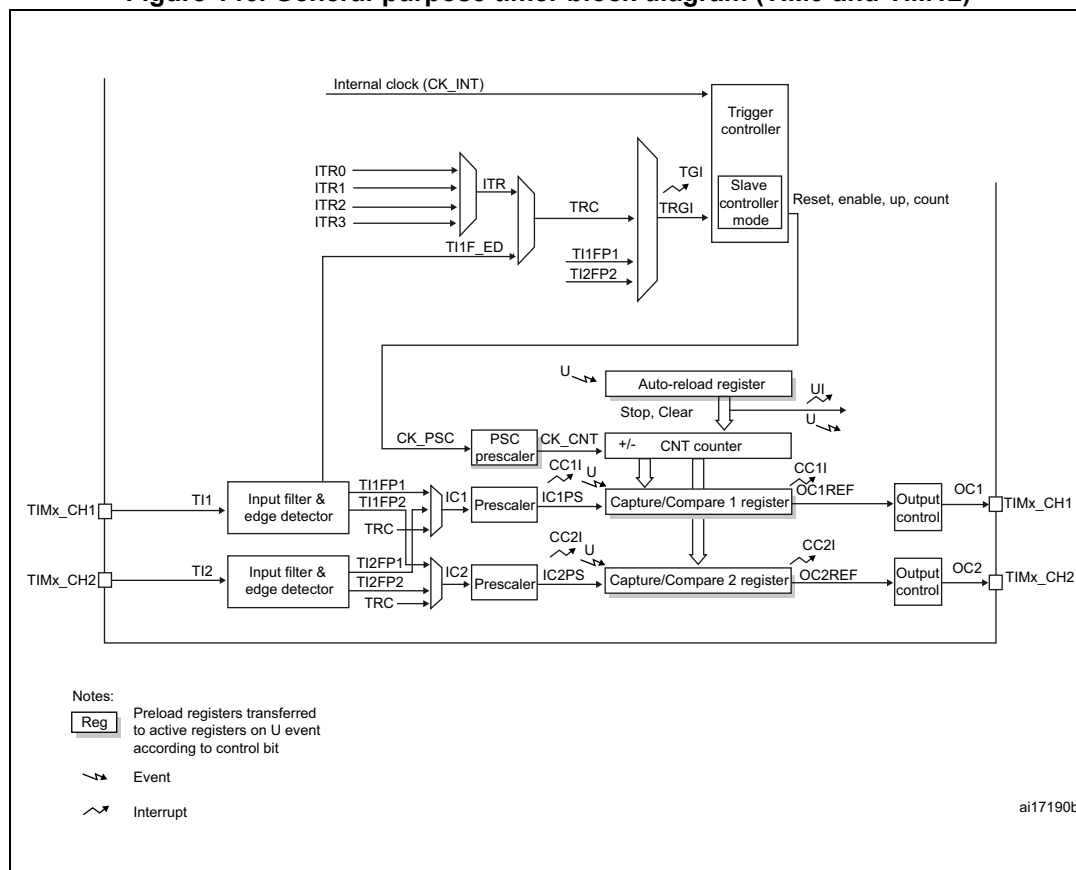 Internal clock (CK_INT)
Trigger
controller
ITR0
ITR1
ITR2
ITR3
ITR
TI1F_ED
TRC
TI1FP1
TI2FP2
TGI
TRGI
Slave
controller
mode
Reset, enable, up, count
U
Auto-reload register
UI
U
Stop, Clear
CK_PSC
PSC
prescaler
CK_CNT
+/-
CNT counter
TIMx_CH1
TI1
Input filter &
edge detector
TI1FP1
TI1FP2
TRC
IC1
Prescaler
IC1PS
CC1I
U
Capture/Compare 1 register
CC1I
OC1REF
Output
control
OC1
TIMx_CH1
TIMx_CH2
TI2
Input filter &
edge detector
TI2FP1
TI2FP2
TRC
IC2
Prescaler
IC2PS
CC2I
U
Capture/Compare 2 register
CC2I
OC2REF
Output
control
OC2
TIMx_CH2
Notes:
Reg
Preload registers transferred
to active registers on U event
according to control bit
Event
Interrupt
ai17190b